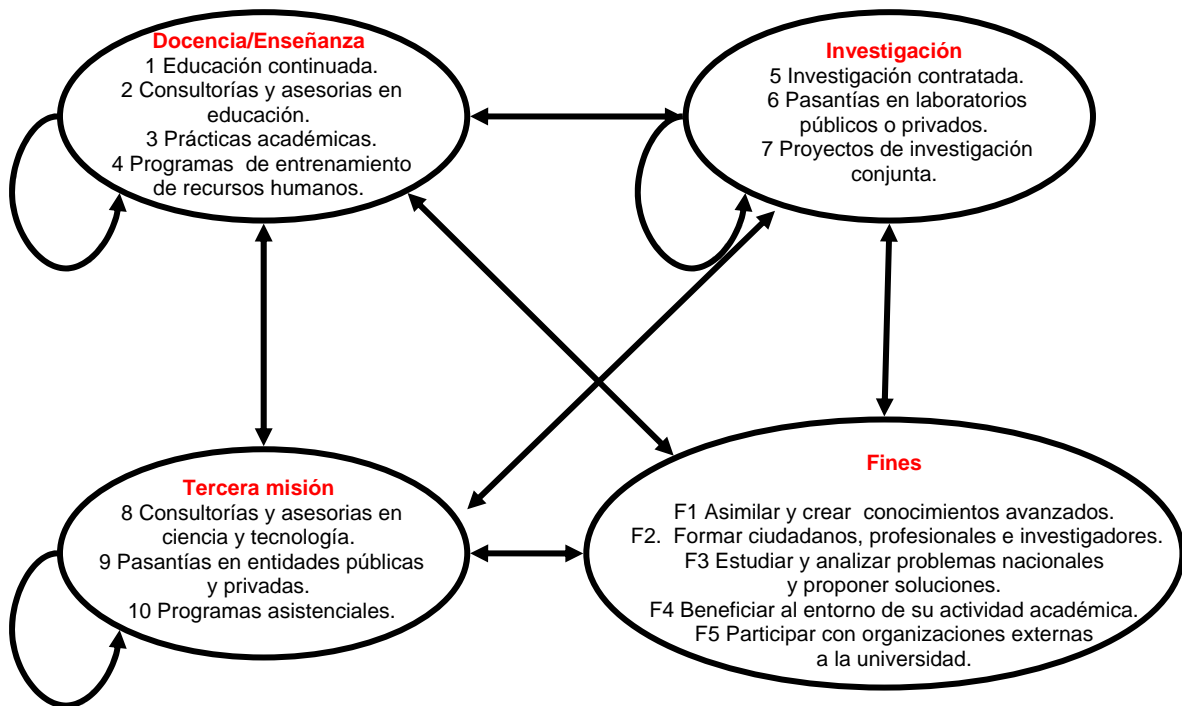 Docencia/Enseñanza
1 Educación continuada.
2 Consultorías y asesorias en
educación.
3 Prácticas académicas.
4 Programas de entrenamiento
de recursos humanos.
Investigación
5 Investigación contratada.
6 Pasantías en laboratorios
públicos o privados.
7 Proyectos de investigación
conjunta.
Tercera misión
8 Consultorías y asesorias en
ciencia y tecnología.
9 Pasantías en entidades públicas
y privadas.
10 Programas asistenciales.
Fines
F1 Asimilar y crear conocimientos avanzados.
F2. Formar ciudadanos, profesionales e investigadores.
F3 Estudiar y analizar problemas nacionales
y proponer soluciones.
F4 Beneficiar al entorno de su actividad académica.
F5 Participar con organizaciones externas
a la universidad.